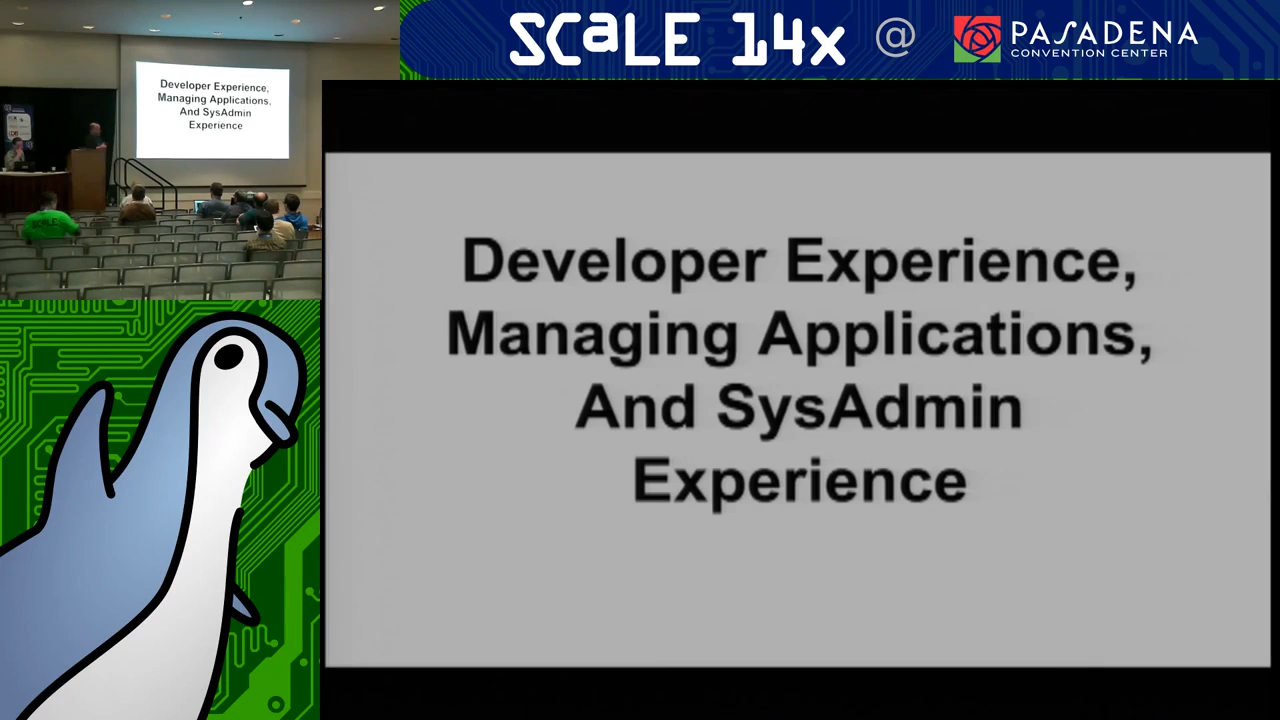 SCaLE 14x @ PASADENA
CONVENTION CENTER
Developer Experience,
Managing Applications,
And SysAdmin
Experience
Developer Experience,
Managing Applications,
And SysAdmin
Experience